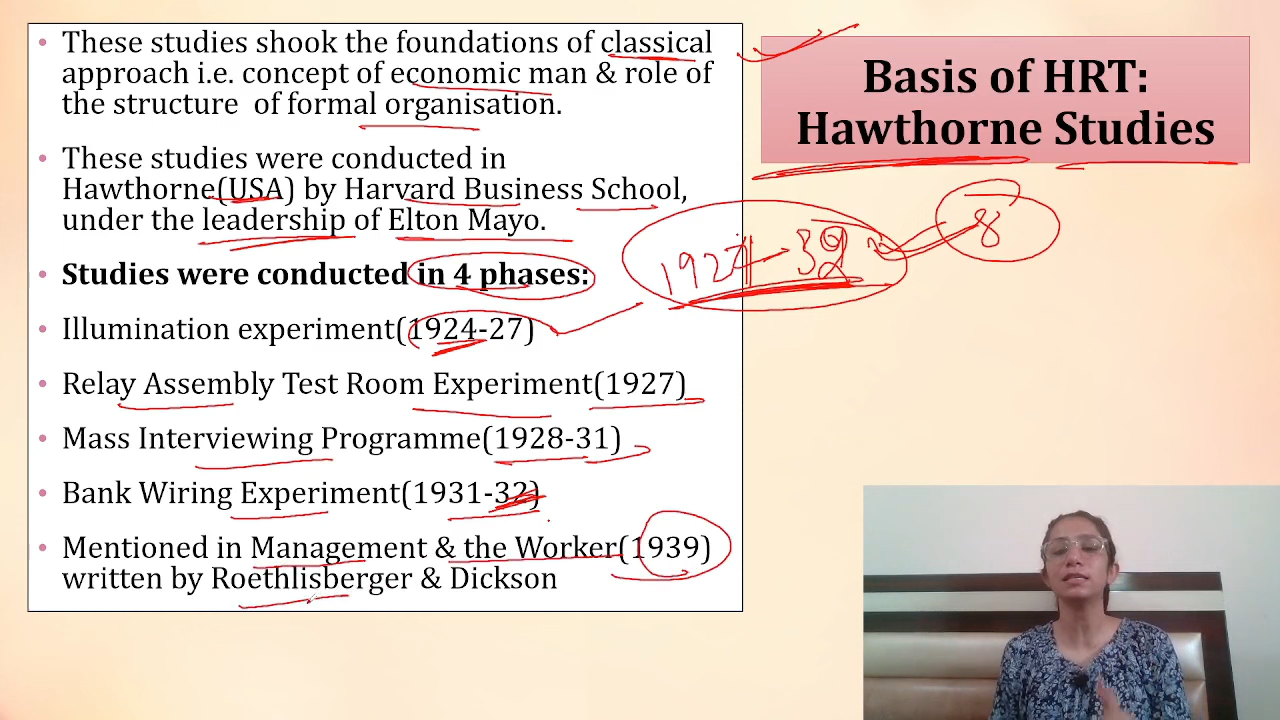 • These studies shook the foundations of classical
approach i.e. concept of economic man & role of
the structure of formal organisation.
• These studies were conducted in
Hawthorne(USA) by Harvard Business School,
under the leadership of Elton Mayo.
• Studies were conducted in 4 phases:
• Illumination experiment(1924-27)
• Relay Assembly Test Room Experiment(1927)
• Mass Interviewing Programme(1928-31)
• Bank Wiring Experiment(1931-32)
• Mentioned in Management & the Worker(1939)
written by Roethlisberger & Dickson
Basis of HRT:
Hawthorne Studies
8